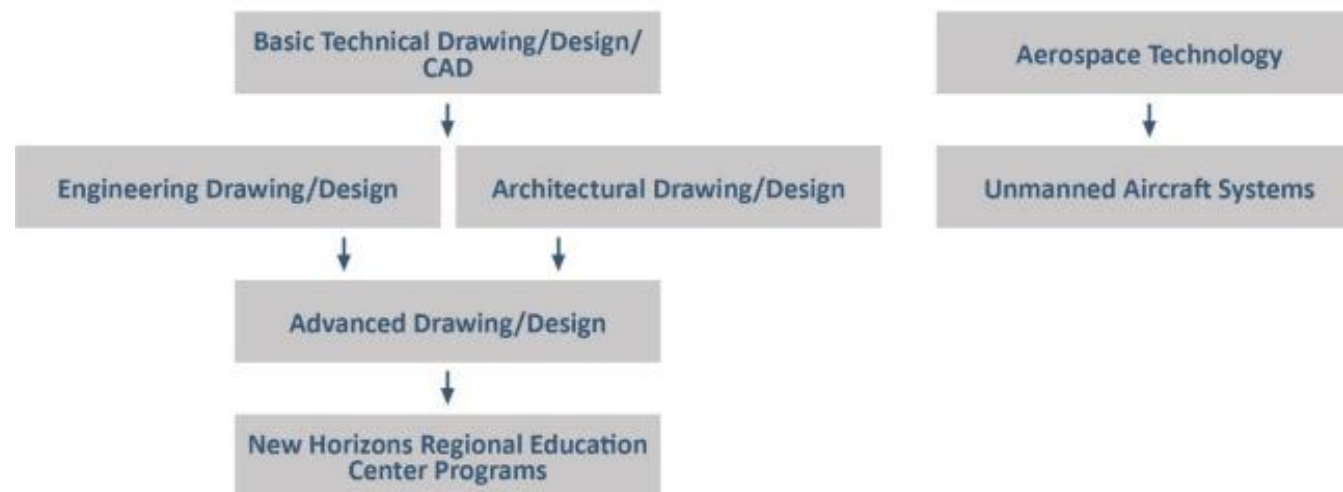 Basic Technical Drawing/Design/
CAD
Aerospace Technology
Engineering Drawing/Design
Architectural Drawing/Design
Unmanned Aircraft Systems
Advanced Drawing/Design
New Horizons Regional Education
Center Programs